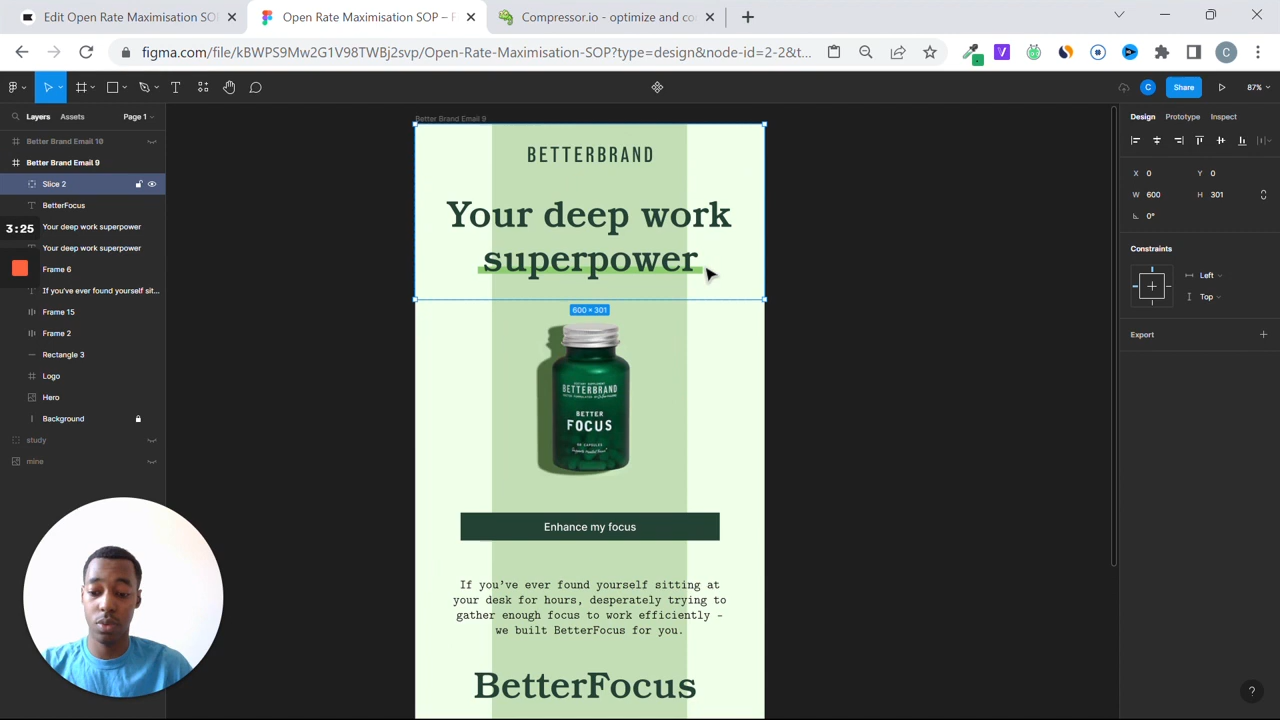 Edit Open Rate Maximisation SO
Open Rate Maximisation SOP – F
Compressor.io - optimize and co
figma.com/file/kBWPS9Mw2G1V98TWBj2svp/Open-Rate-Maximisation-SOP?type=design&node-id=2-2&t...
C
C
Share
87%
Layers
Assets
Page 1
Design
Prototype
Inspect
Better Brand Email 10
Better Brand Email 9
Slice 2
BetterFocus
Your deep work superpower
Your deep work superpower
Frame 6
If you've ever found yourself sit...
Frame 15
Frame 2
Rectangle 3
Logo
Hero
Background
study
mine
3:25
Better Brand Email 9
BETTERBRAND
Your deep work
superpower
600 × 301
BETTERBRAND
BETTER
FOCUS
Enhance my focus
If you've ever found yourself sitting at
your desk for hours, desperately trying to
gather enough focus to work efficiently -
we built BetterFocus for you.
BetterFocus
X 0
Y 0
W 600
H 301
0°
Constraints
Left
Top
Export
?